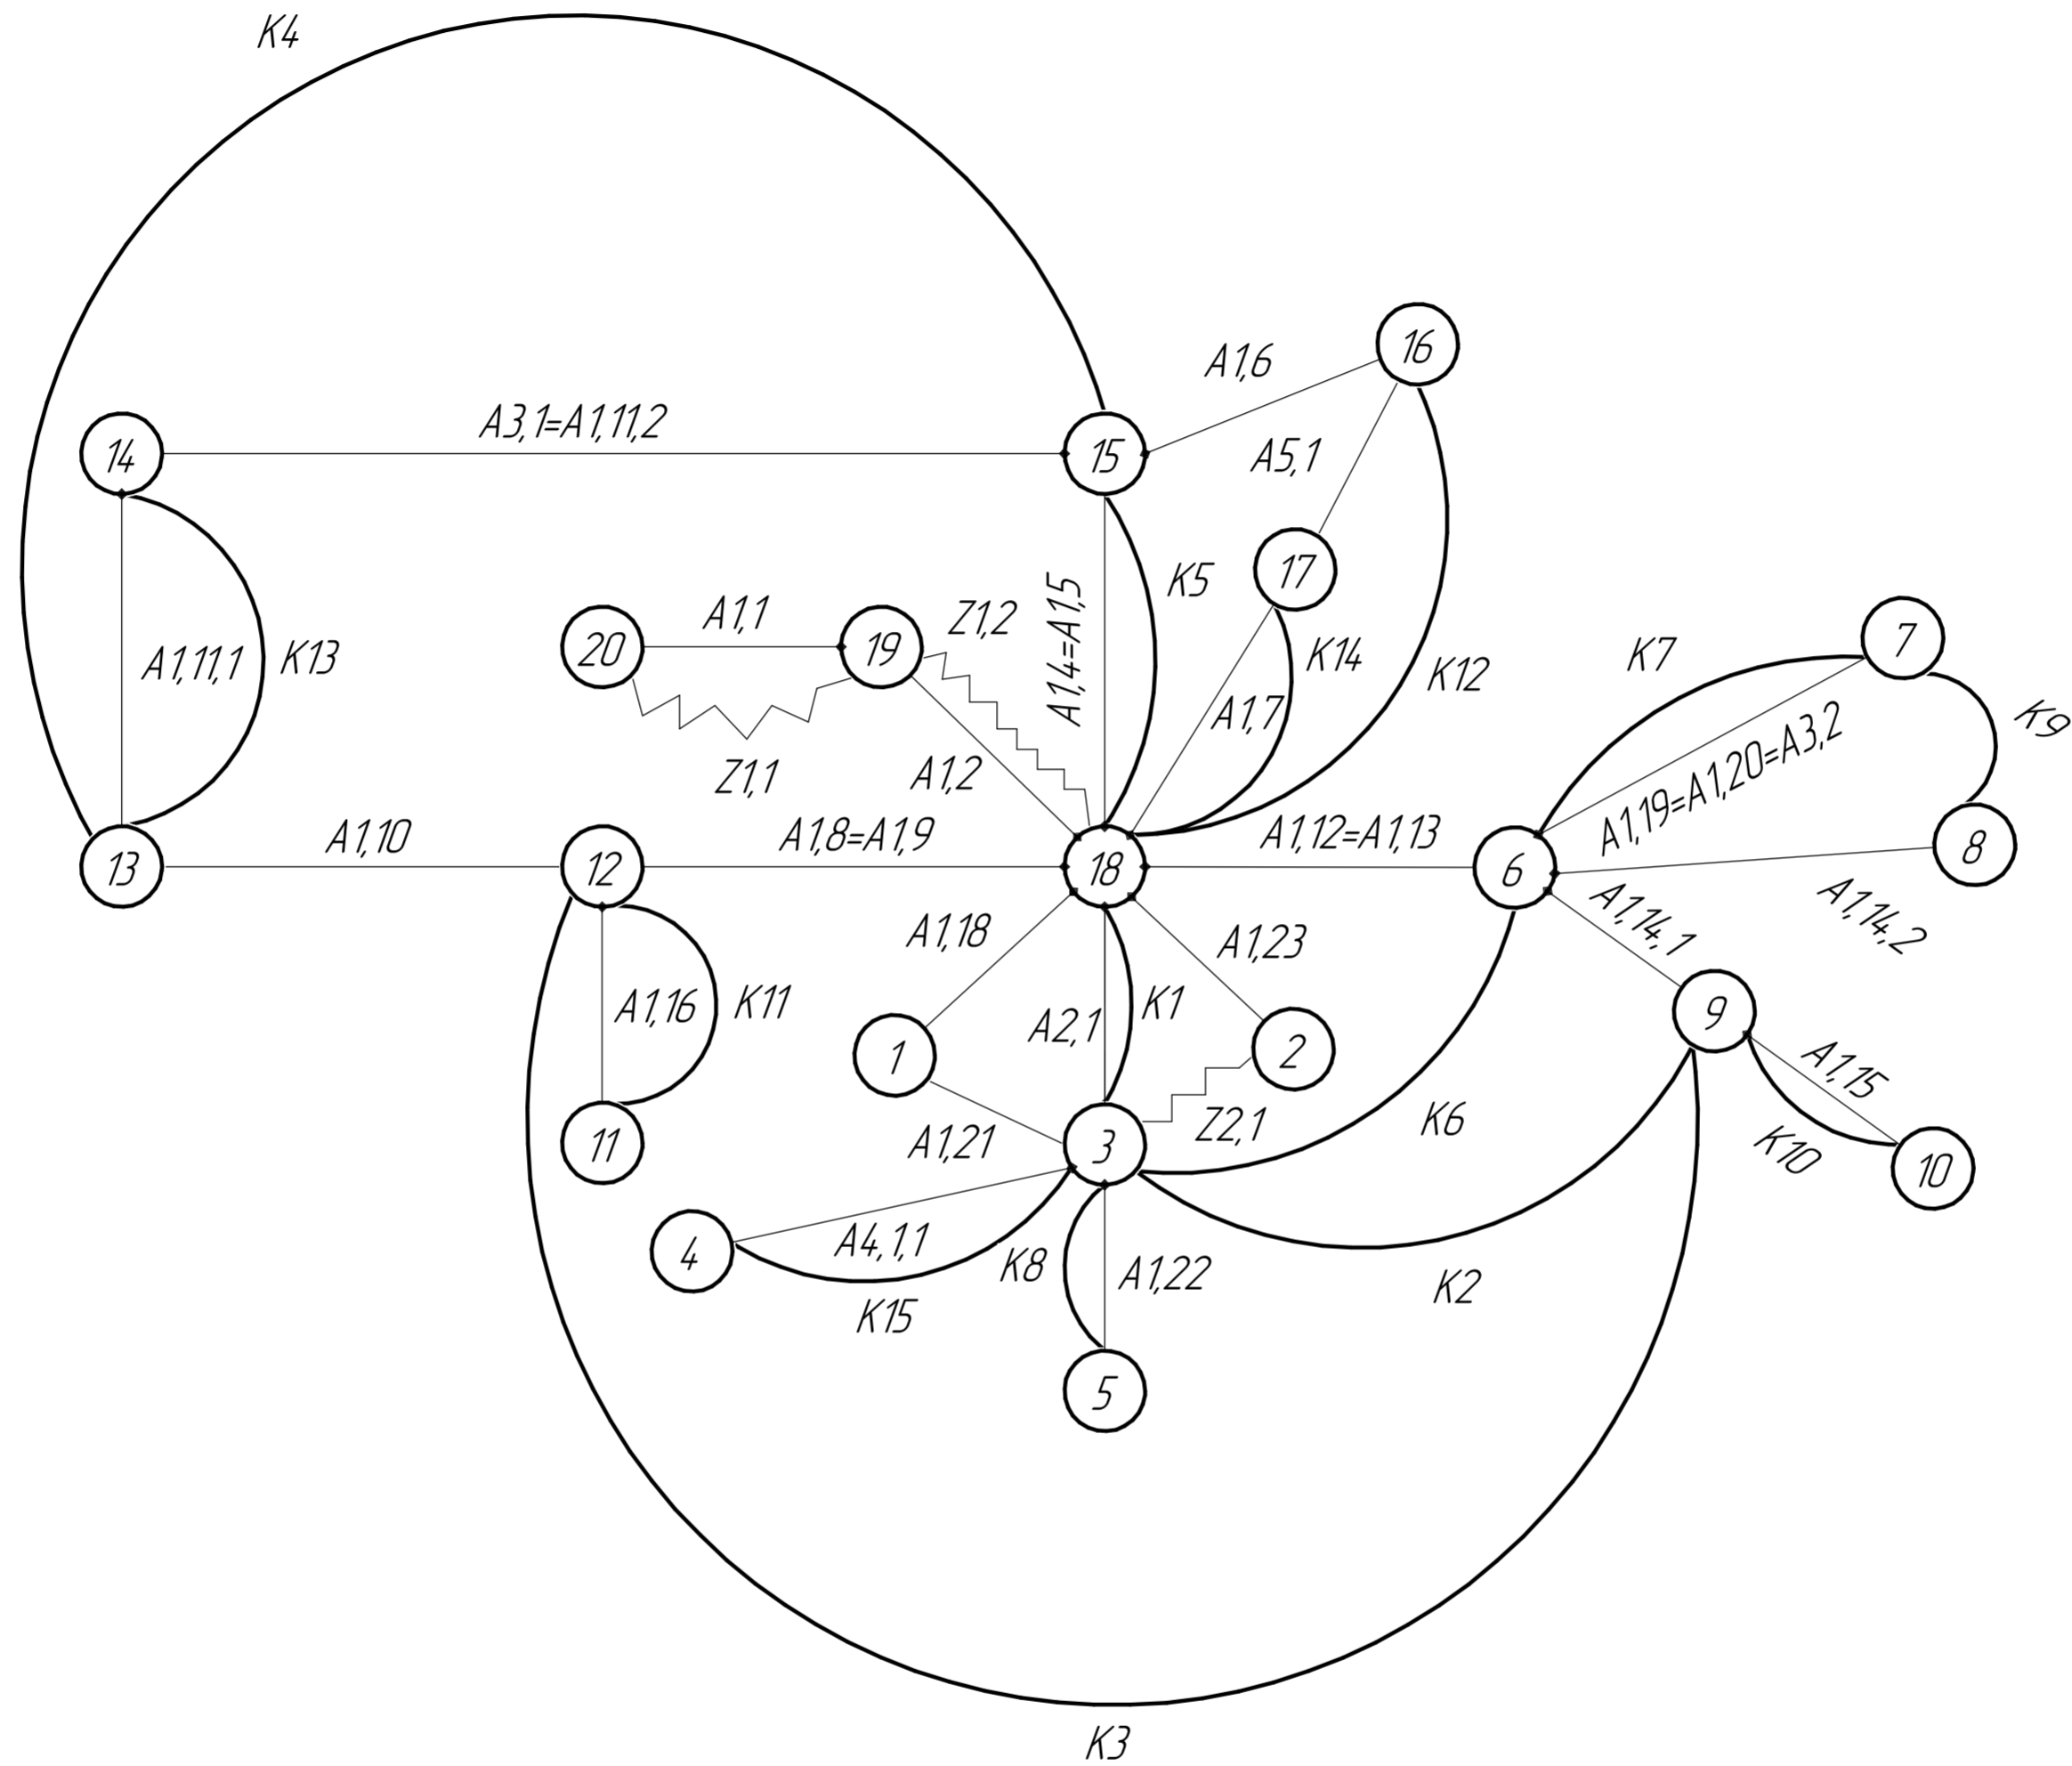 K4
16
A1,6
A3,1=A1,11,2
14
15
A5,1
17
K5
A1,4=A1,5
Z1,2
A1,1
20
19
7
K7
K14
K12
A1,11,1
K13
A1,7
K9
A1,19=A1,20=A3,2
Z1,1
A1,2
A1,10
A1,8=A1,9
A1,12=A1,13
8
13
12
18
6
A1,14,1
A1,14,2
A1,18
A1,23
A1,16
K11
A2,1
K1
9
1
2
A1,15
Z2,1
K6
A1,21
11
3
K10
10
4
A4,1,1
K8
A1,22
K15
K2
5
K3